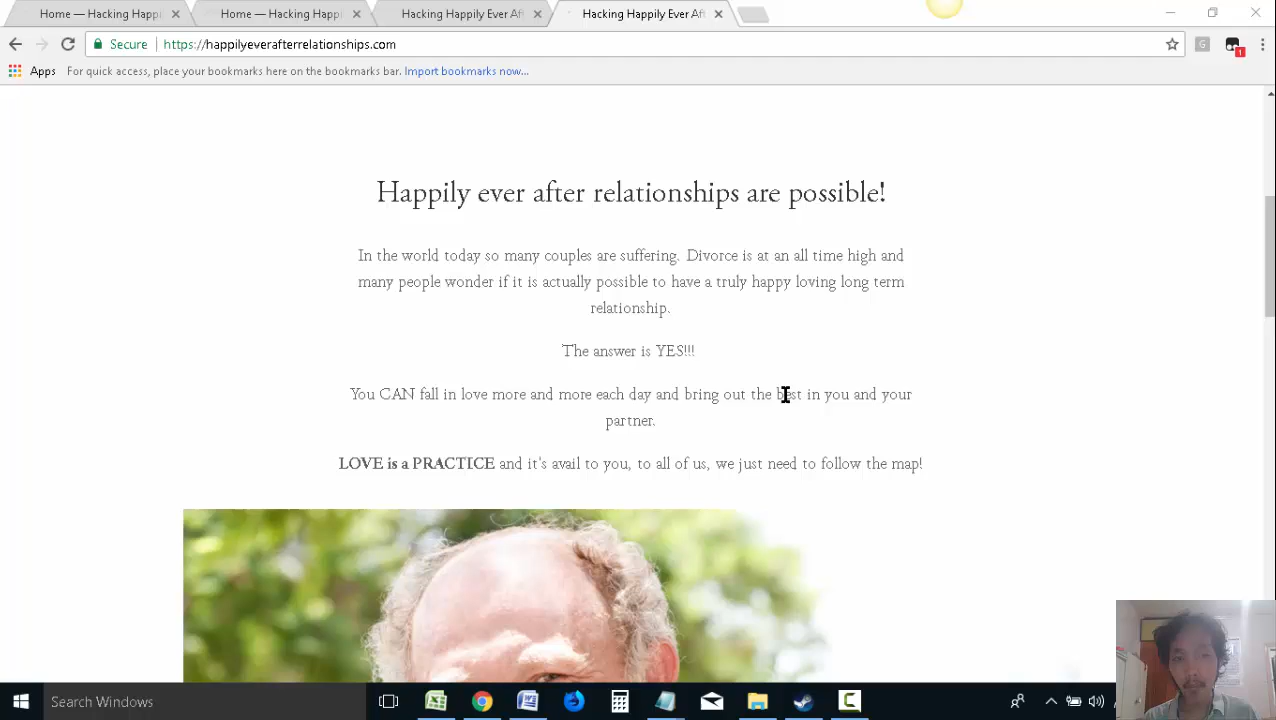 Home — Hacking Happi
Home — Hacking Happi
Hacking Happily Ever Aft
Hacking Happily Ever Aft
Secure https://happilyeverafterrelationships.com
G
1
Apps For quick access, place your bookmarks here on the bookmarks bar. Import bookmarks now...
Happily ever after relationships are possible!
In the world today so many couples are suffering. Divorce is at an all time high and
many people wonder if it is actually possible to have a truly happy loving long term
relationship.
The answer is YES!!!
You CAN fall in love more and more each day and bring out the best in you and your
partner.
LOVE is a PRACTICE and it's avail to you, to all of us, we just need to follow the map!
Search Windows